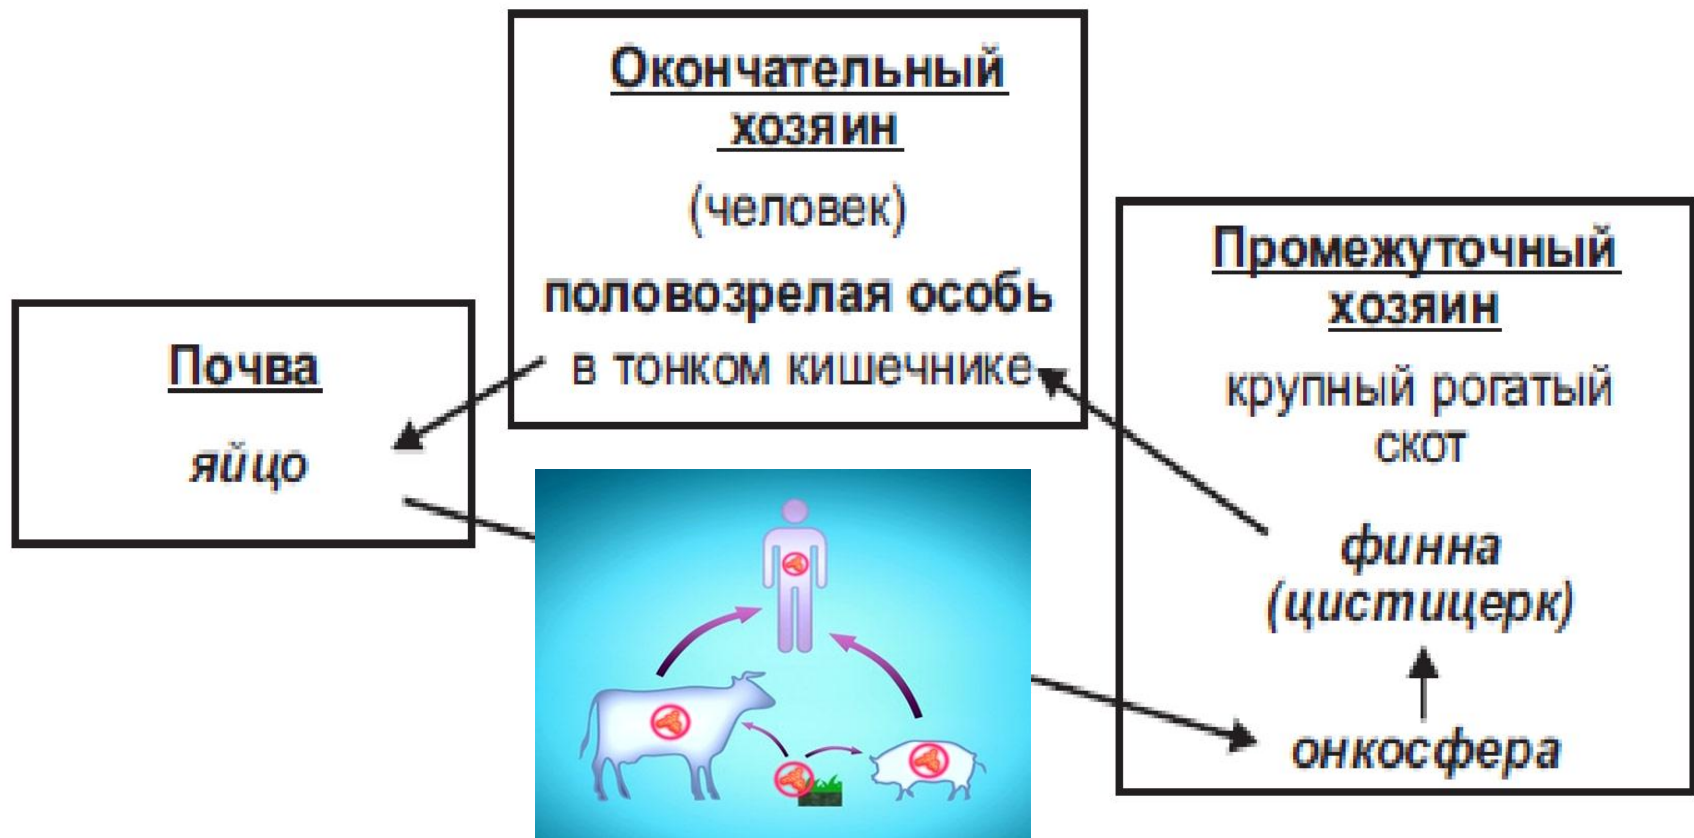 Окончательный
хозяин
(человек)
половозрелая особь
в тонком кишечнике
Почва
яйцо
Промежуточный
хозяин
крупный рогатый
скот
финна
(цистицерк)
онкосфера